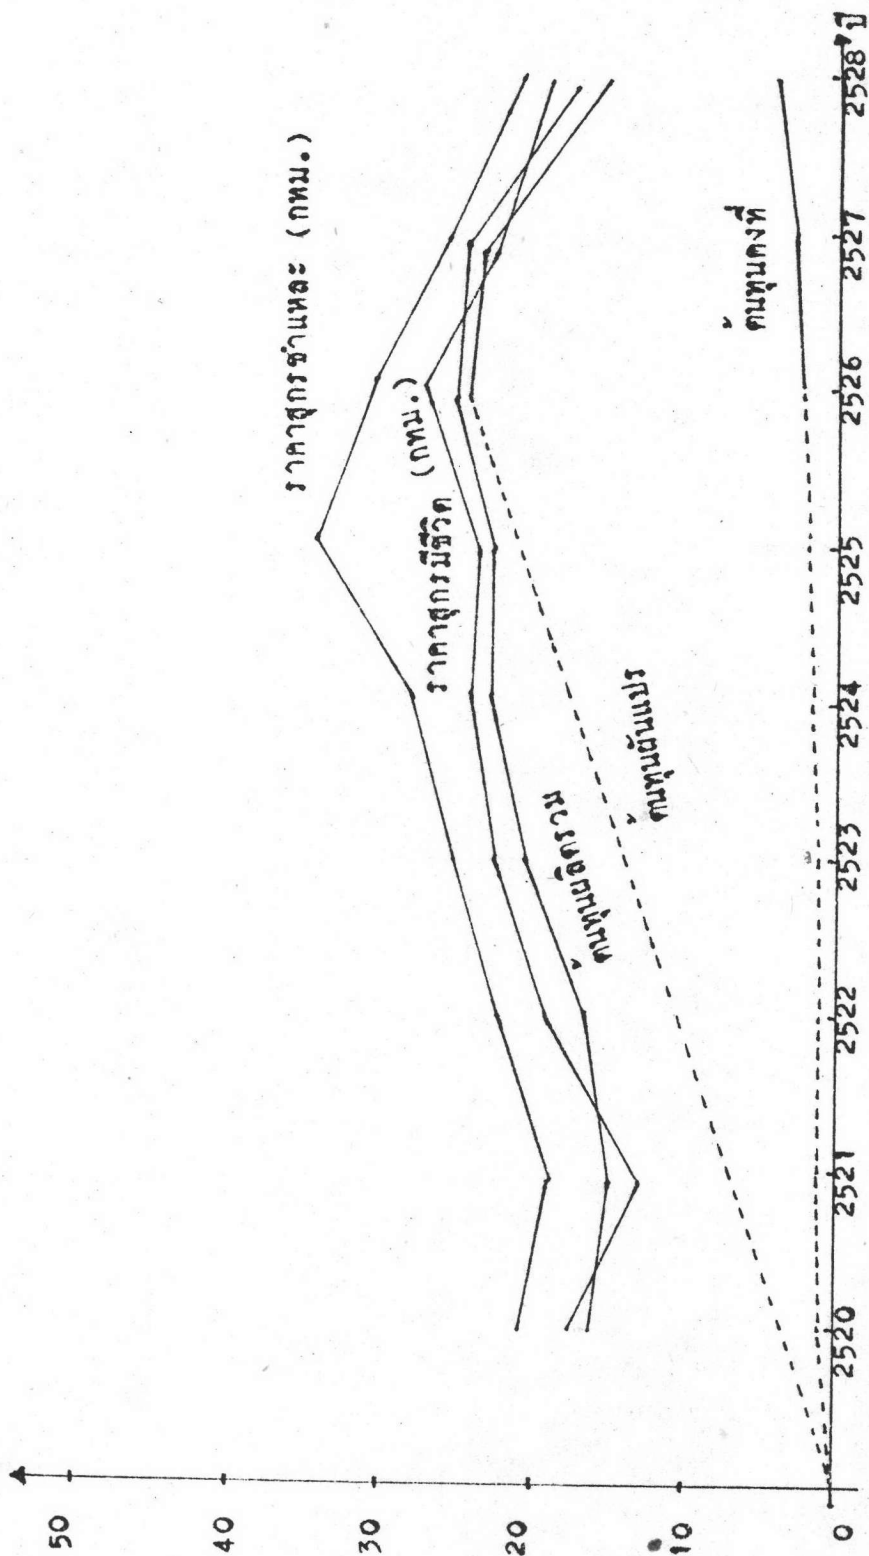 50
40
30
20
10
0
ราคาสุกรชำแหละ (กทม.)
ราคาสุกรมีชีวิต (กทม.)
ต้นทุนผลิตรวม
ต้นทุนผันแปร
ต้นทุนคงที่
2520 2521 2522 2523 2524 2525 2526 2527 2528 ปี